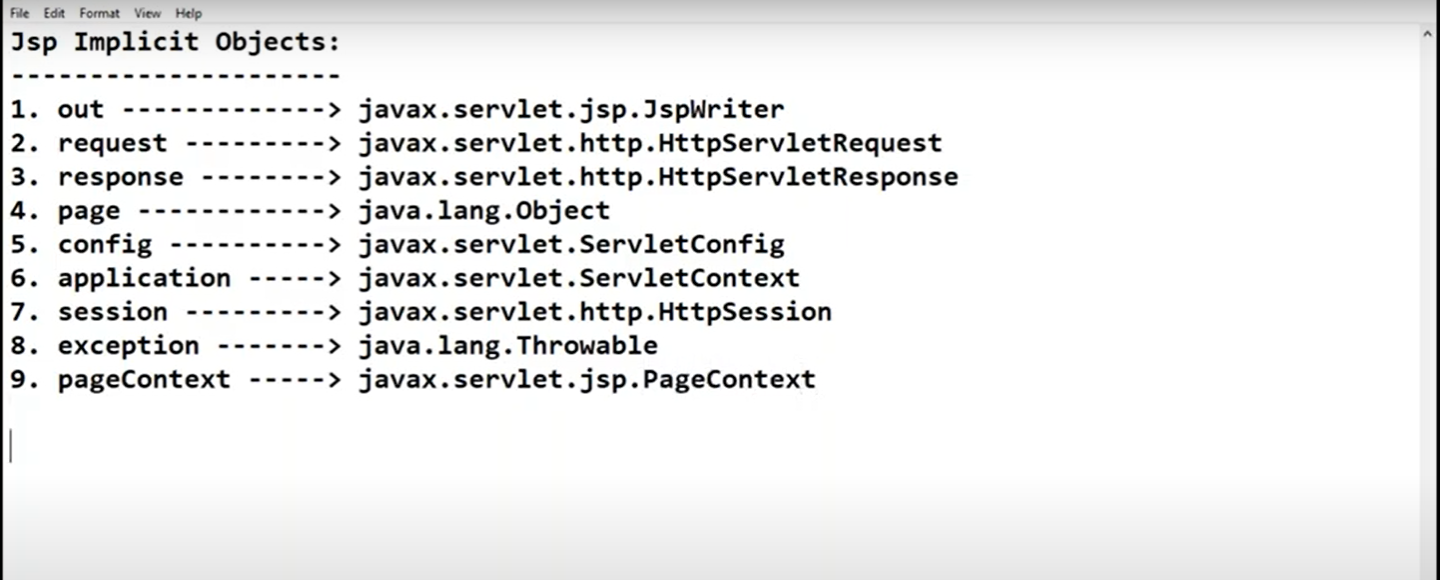 File Edit Format View Help
Jsp Implicit Objects:
---------------------
1. out -------------> javax.servlet.jsp.JspWriter
2. request ---------> javax.servlet.http.HttpServletRequest
3. response --------> javax.servlet.http.HttpServletResponse
4. page ------------> java.lang.Object
5. config ----------> javax.servlet.ServletConfig
6. application -----> javax.servlet.ServletContext
7. session ---------> javax.servlet.http.HttpSession
8. exception -------> java.lang.Throwable
9. pageContext -----> javax.servlet.jsp.PageContext